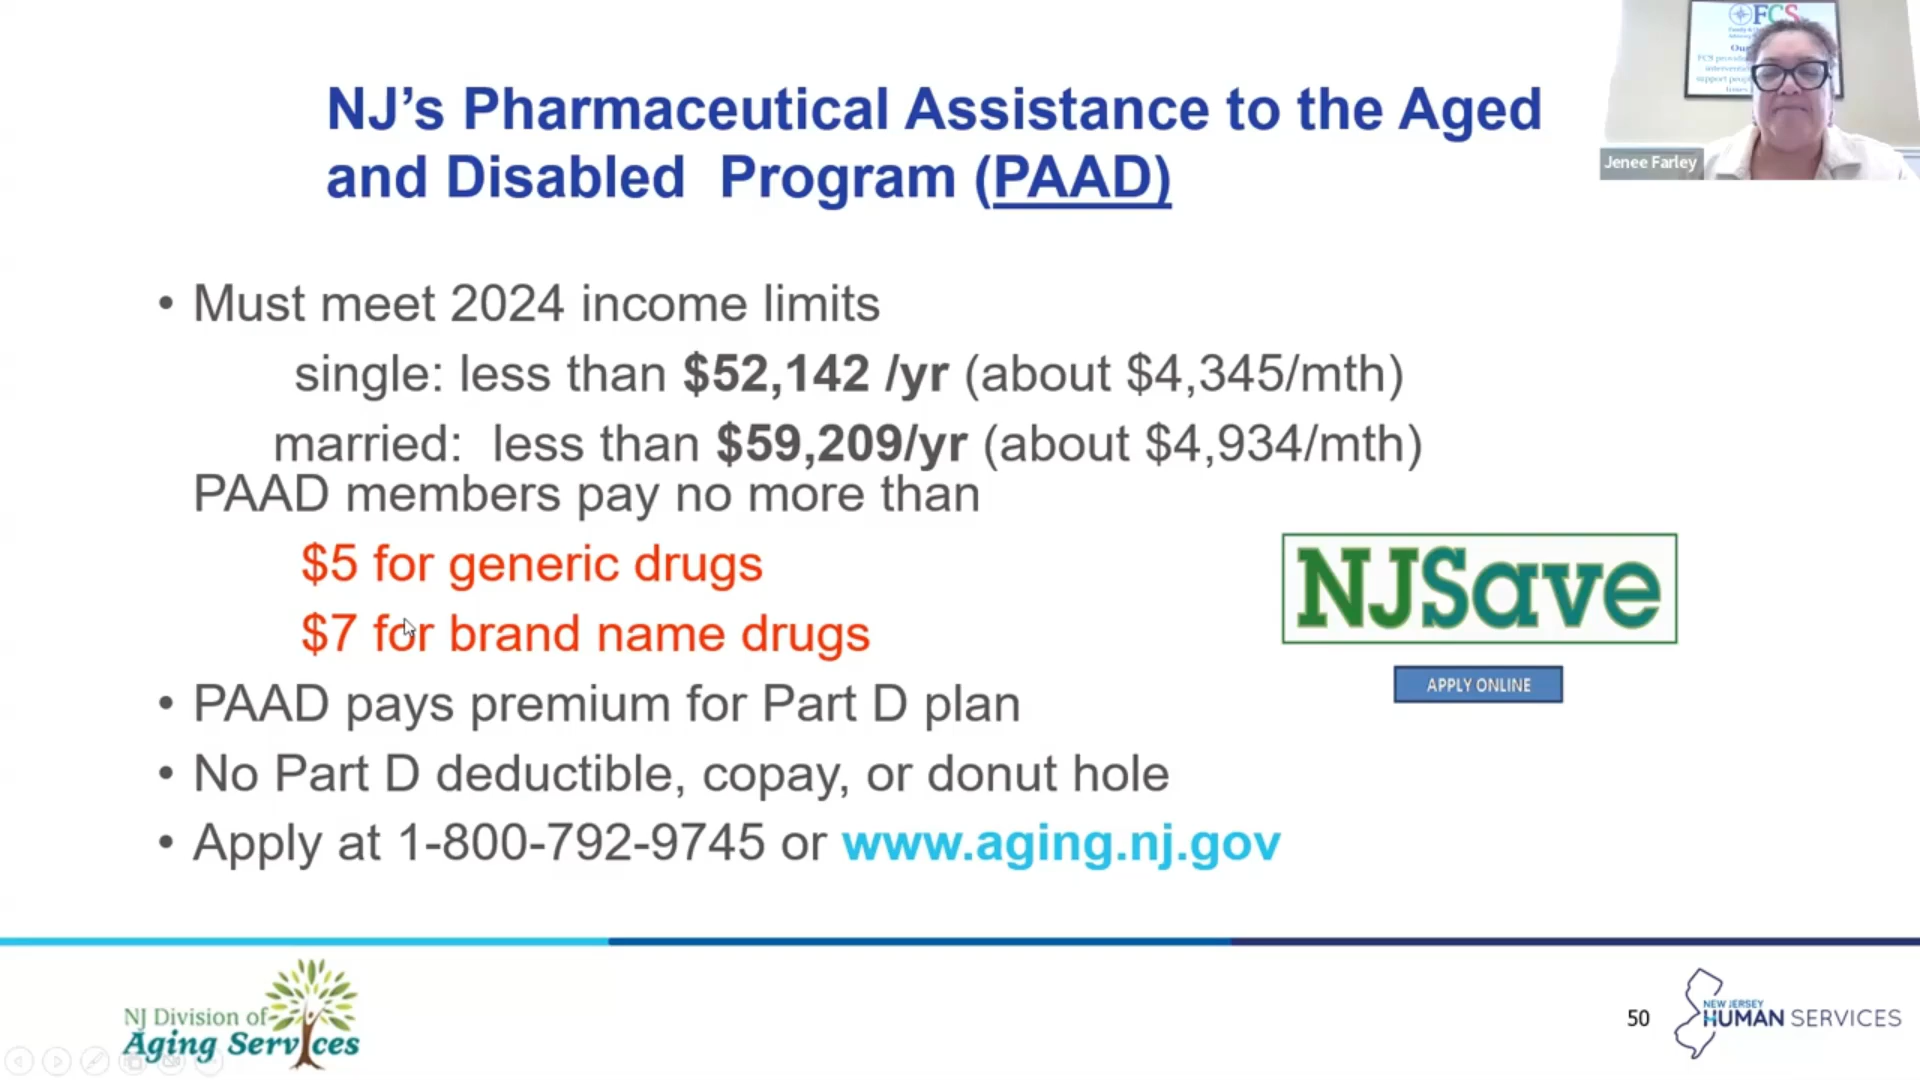 NJ’s Pharmaceutical Assistance to the Aged
and Disabled Program (PAAD)
• Must meet 2024 income limits
single: less than $52,142 /yr (about $4,345/mth)
married: less than $59,209/yr (about $4,934/mth)
PAAD members pay no more than
$5 for generic drugs
$7 for brand name drugs
• PAAD pays premium for Part D plan
• No Part D deductible, copay, or donut hole
• Apply at 1-800-792-9745 or www.aging.nj.gov
NJSave
APPLY ONLINE
FCS
Our
FCS
support
Jenee Farley
NJ Division of
Aging Services
50
NEW JERSEY
HUMAN SERVICES